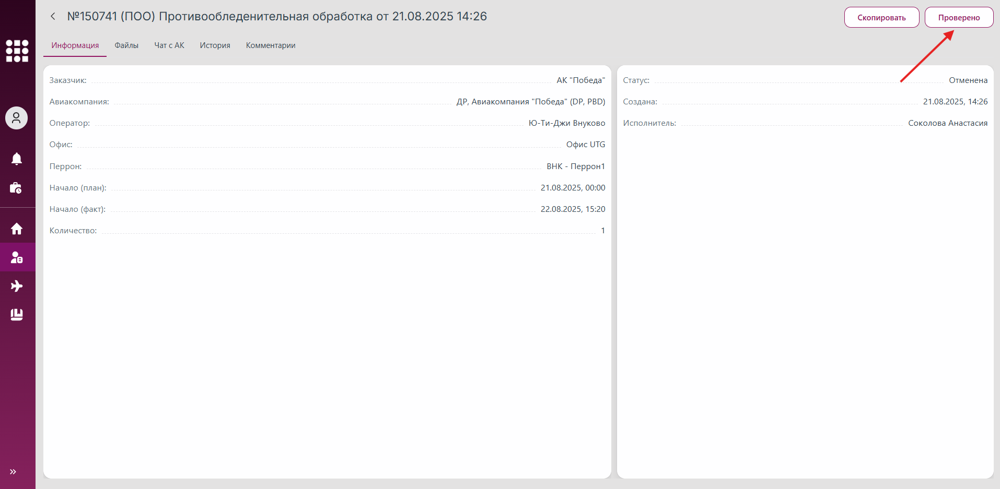 №150741 (ПОО) Противообледенительная обработка от 21.08.2025 14:26
Скопировать
Проверено
Информация
Файлы
Чат с АК
История
Комментарии
Заказчик: АК "Победа"
Авиакомпания: ДР, Авиакомпания "Победа" (DP, PBD)
Оператор: Ю-Ти-Джи Внуково
Офис: Офис UTG
Перрон: ВНК - Перрон1
Начало (план): 21.08.2025, 00:00
Начало (факт): 22.08.2025, 15:20
Количество: 1
Статус: Отменена
Создана: 21.08.2025, 14:26
Исполнитель: Соколова Анастасия